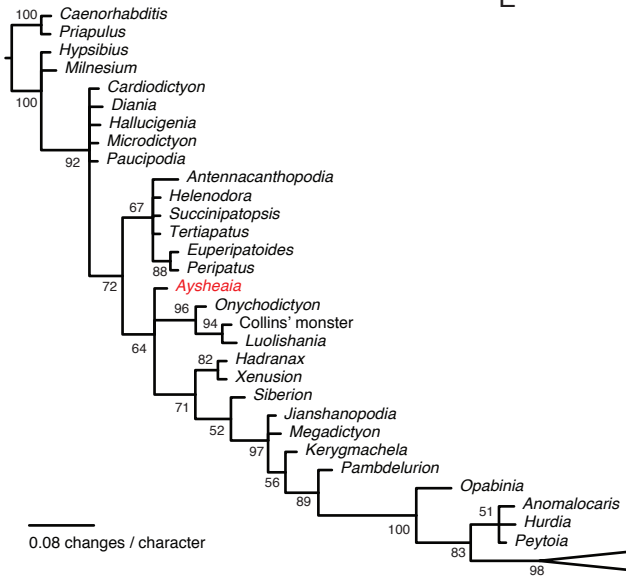 E
100 Caenorhabditis
Priapulus
Hypsibius
Milnesium
100
Cardiodictyon
Diania
Hallucigenia
Microdictyon
92 Paucipodia
Antennacanthopodia
67 Helenodora
Succinipatopsis
Tertiapatus
Euperipatoides
88 Peripatus
72 Aysheaia
96 Onychodictyon
94 Collins' monster
64 Luolishania
82 Hadranax
Xenusion
71 Siberion
52 Jianshanopodia
97 Megadictyon
Kerygmachela
56 Pambdelurion
89 Opabinia
51 Anomalocaris
100 Hurdia
83 Peytoia
98
0.08 changes / character